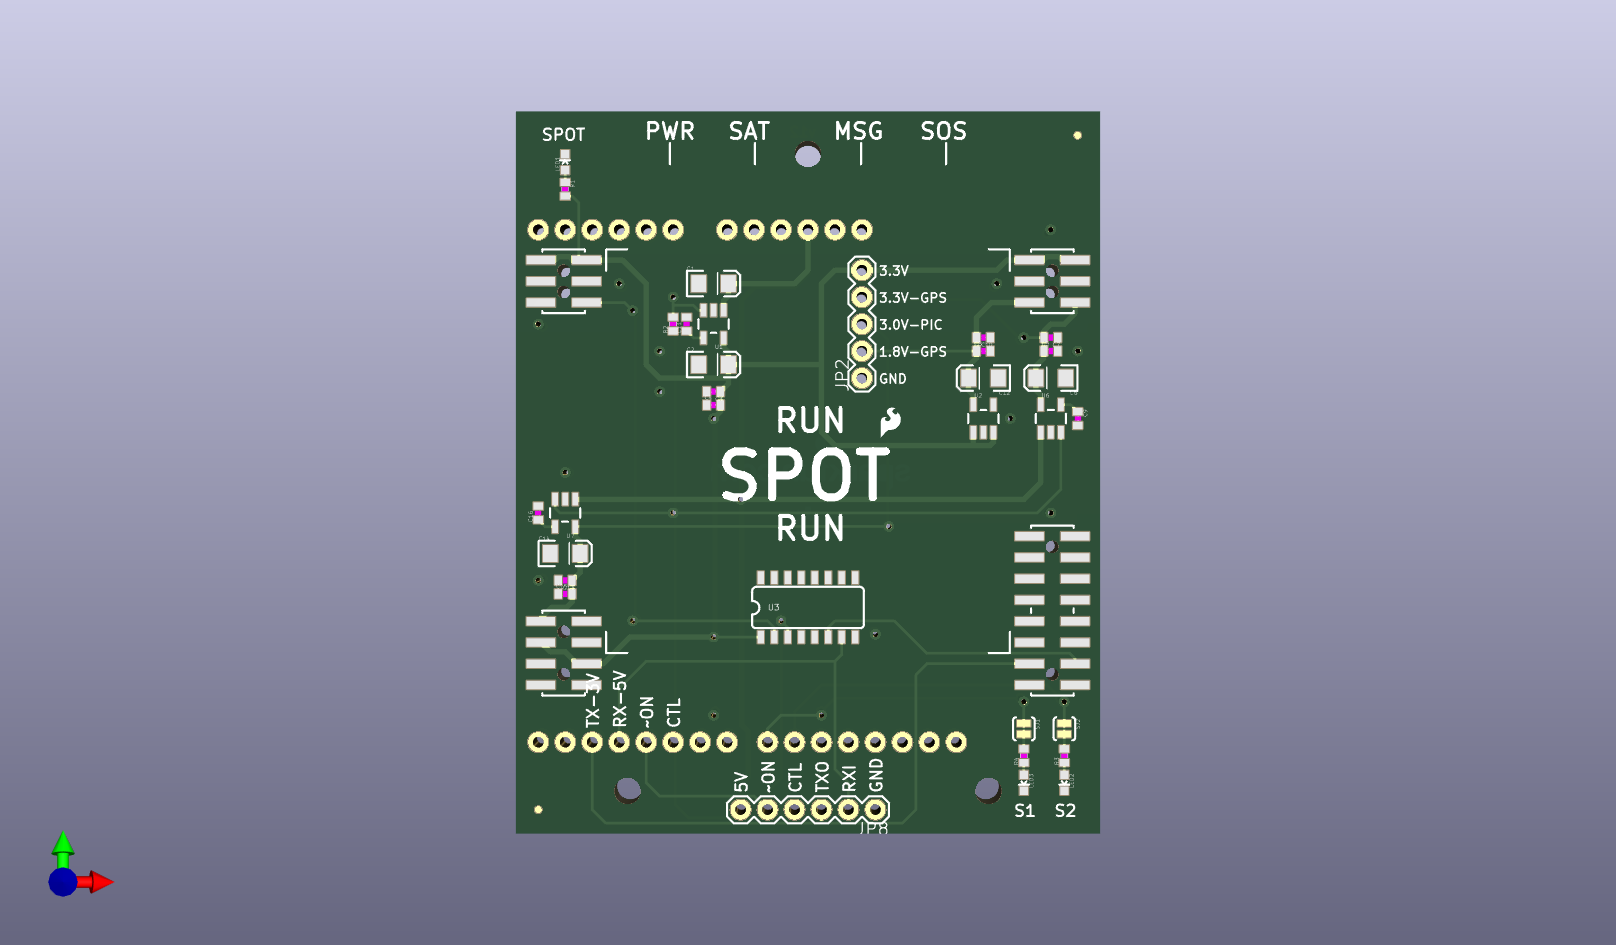 SPOT
PWR
SAT
MSG
SOS
3.3V
3.3V-GPS
3.0V-PIC
1.8V-GPS
GND
JP2
RUN
SPOT
RUN
U3
TX-5V
RX-5V
~ON
CTL
5V
~ON
CTL
TXO
RXI
GND
JP8
S1
S2